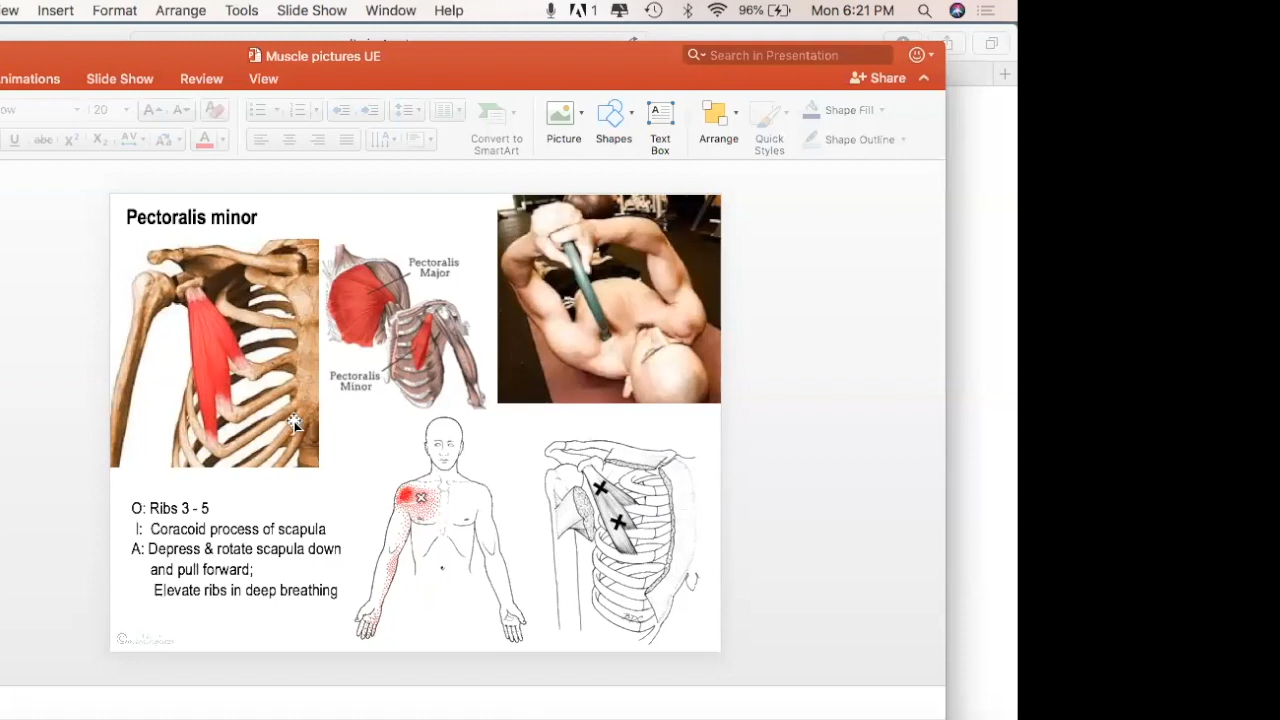 Insert Format Arrange Tools Slide Show Window Help
1 96% Mon 6:21 PM
Muscle pictures UE
Search in Presentation
Slide Show Review View
Share
20
Convert to SmartArt
Picture
Shapes
Text Box
Arrange
Quick Styles
Shape Fill
Shape Outline
Pectoralis minor
Pectoralis Major
Pectoralis Minor
O: Ribs 3 - 5
I: Coracoid process of scapula
A: Depress & rotate scapula down
and pull forward;
Elevate ribs in deep breathing